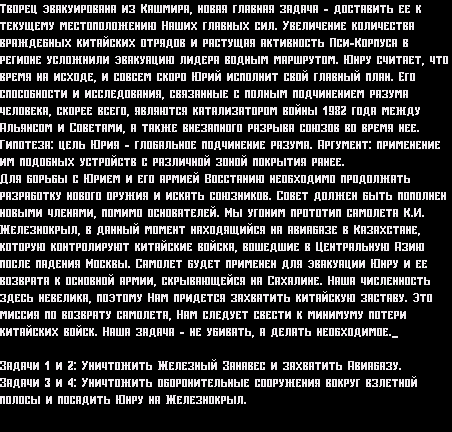 Творец эвакуирована из Кашмира, новая главная задача - доставить ее к
текущему местоположению Наших главных сил. Увеличение количества
враждебных китайских отрядов и растущая активность Пси-Корпуса в
регионе усложнили эвакуацию лидера водным маршрутом. Юнру считает, что
время на исходе, и совсем скоро Юрий исполнит свой главный план. Его
способности и исследования, связанные с полным подчинением разума
человека, скорее всего, являются катализатором войны 1982 года между
Альянсом и Советами, а также внезапного разрыва союзов во время нее.
Гипотеза: цель Юрия - глобальное подчинение разума. Аргумент: применение
им подобных устройств с различной зоной покрытия ранее.
Для борьбы с Юрием и его армией Восстанию необходимо продолжать
разработку нового оружия и искать союзников. Совет должен быть пополнен
новыми членами, помимо основателей. Мы угоним прототип самолета К.И.
Железнокрыл, в данный момент находящийся на авиабазе в Казахстане,
которую контролируют китайские войска, вошедшие в Центральную Азию
после падения Москвы. Самолет будет применен для эвакуации Юнру и ее
возврата к основной армии, скрывающейся на Сахалине. Наша численность
здесь невелика, поэтому Нам придется захватить китайскую заставу. Это
миссия по возврату самолета, Нам следует свести к минимуму потери
китайских войск. Наша задача - не убивать, а делать необходимое._
Задачи 1 и 2: Уничтожить Железный Занавес и захватить Авиабазу.
Задачи 3 и 4: Уничтожить оборонительные сооружения вокруг взлетной
полосы и посадить Юнру на Железнокрыл.